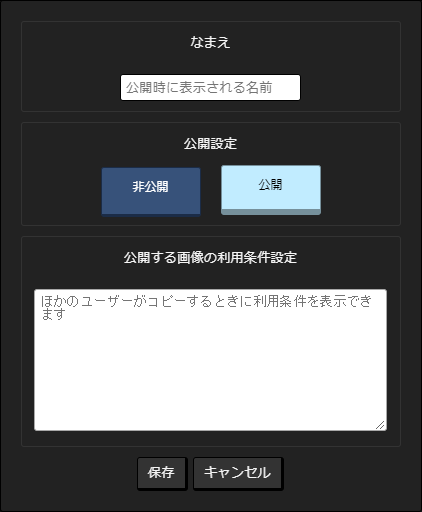 なまえ
公開時に表示される名前
公開設定
非公開
公開
公開する画像の利用条件設定
ほかのユーザーがコピーするときに利用条件を表示でき
ます
保存
キャンセル